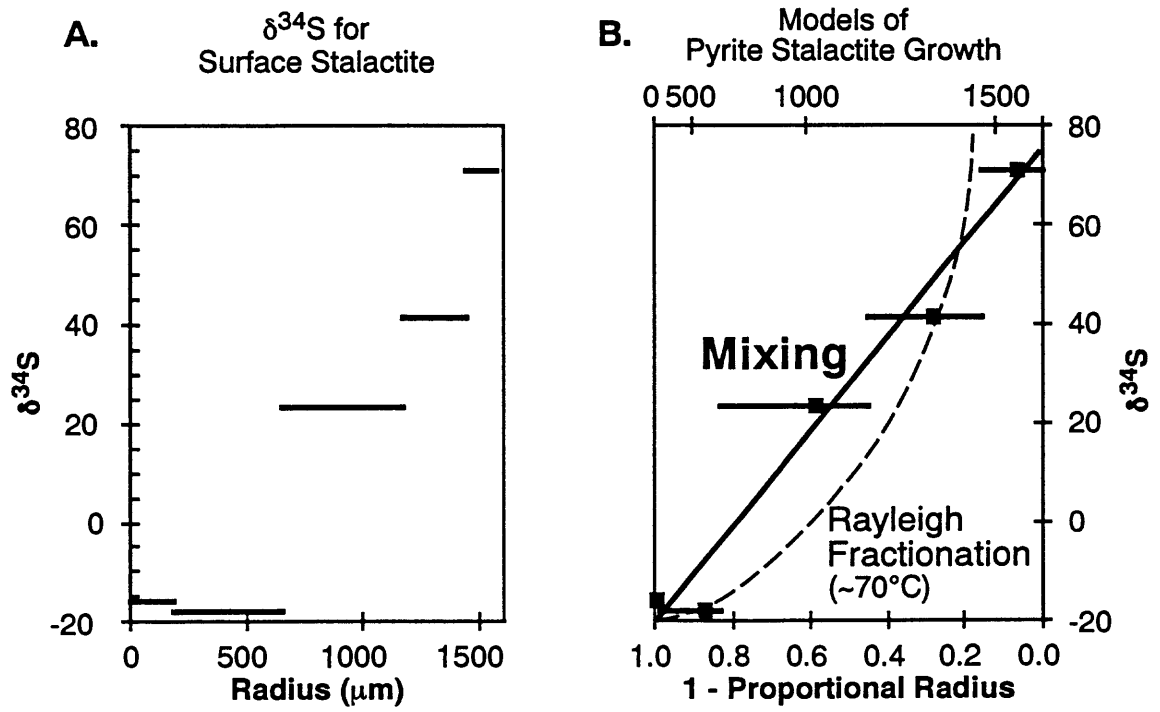 A.
δ34S for
Surface Stalactite
80
60
40
20
0
-20
δ34S
0
500
1000
1500
Radius (μm)
B.
Models of
Pyrite Stalactite Growth
0 500 1000 1500
80
60
40
20
0
-20
δ34S
Mixing
Rayleigh
Fractionation
(~70°C)
1.0 0.8 0.6 0.4 0.2 0.0
1 - Proportional Radius